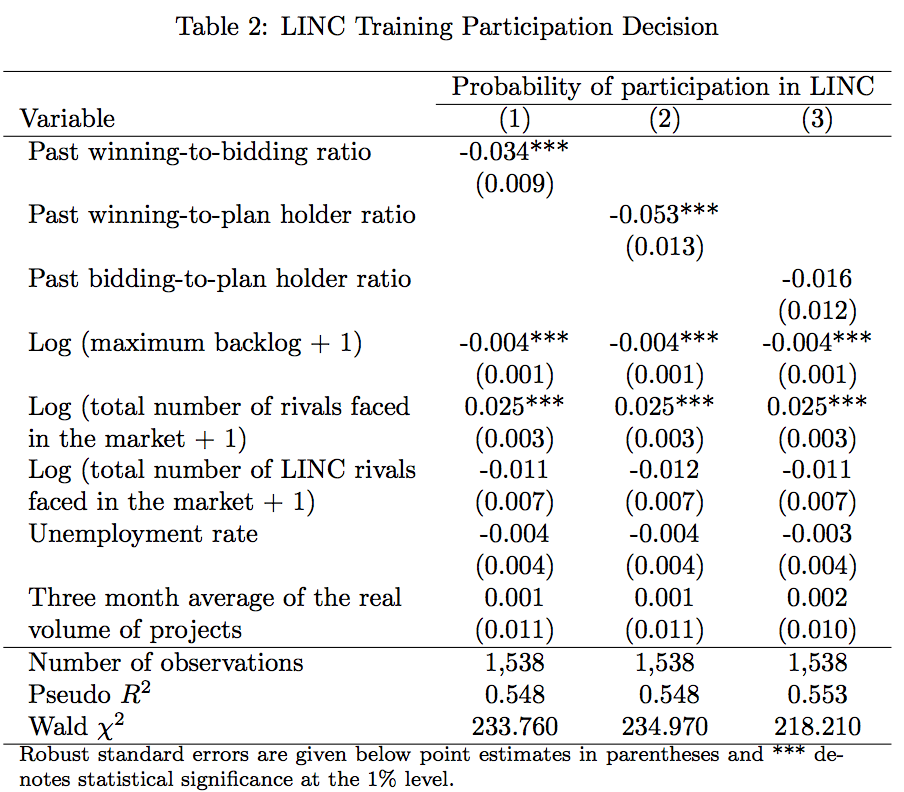 Table 2: LINC Training Participation Decision
Probability of participation in LINC
Variable (1) (2) (3)
Past winning-to-bidding ratio -0.034***
(0.009)
Past winning-to-plan holder ratio -0.053***
(0.013)
Past bidding-to-plan holder ratio -0.016
(0.012)
Log (maximum backlog + 1) -0.004*** -0.004*** -0.004***
(0.001) (0.001) (0.001)
Log (total number of rivals faced 0.025*** 0.025*** 0.025***
in the market + 1) (0.003) (0.003) (0.003)
Log (total number of LINC rivals -0.011 -0.012 -0.011
faced in the market + 1) (0.007) (0.007) (0.007)
Unemployment rate -0.004 -0.004 -0.003
(0.004) (0.004) (0.004)
Three month average of the real 0.001 0.001 0.002
volume of projects (0.011) (0.011) (0.010)
Number of observations 1,538 1,538 1,538
Pseudo R² 0.548 0.548 0.553
Wald χ² 233.760 234.970 218.210
Robust standard errors are given below point estimates in parentheses and *** de-
notes statistical significance at the 1% level.